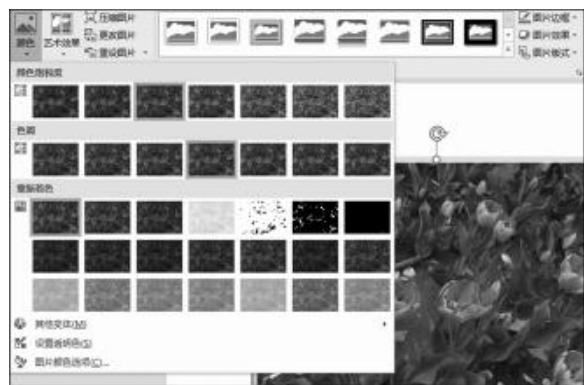 颜色
艺术效果
压缩图片
更改图片
重设图片
图片边框
图片效果
图片版式
颜色饱和度
色调
重新着色
其他变体(M)
设置透明色(S)
图片颜色选项(C)...